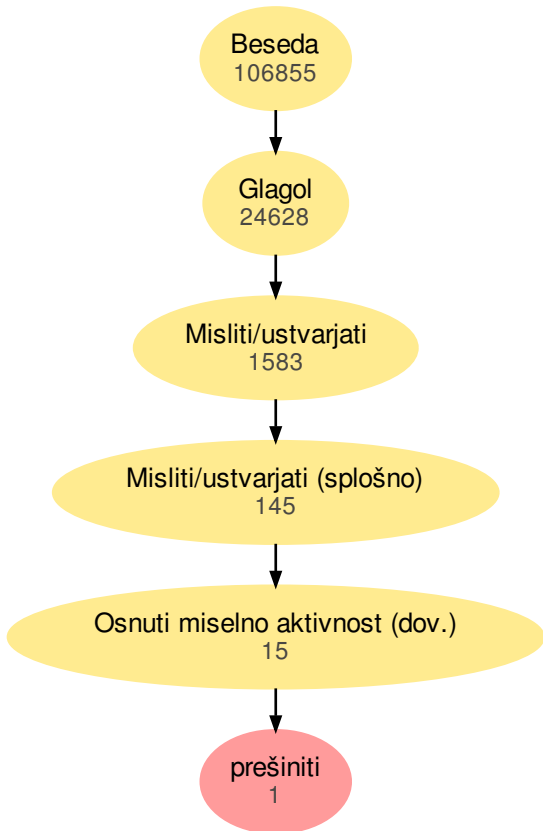 Beseda
106855
Glagol
24628
Misliti/ustvarjati
1583
Misliti/ustvarjati (splošno)
145
Osnuti miselno aktivnost (dov.)
15
prešiniti
1